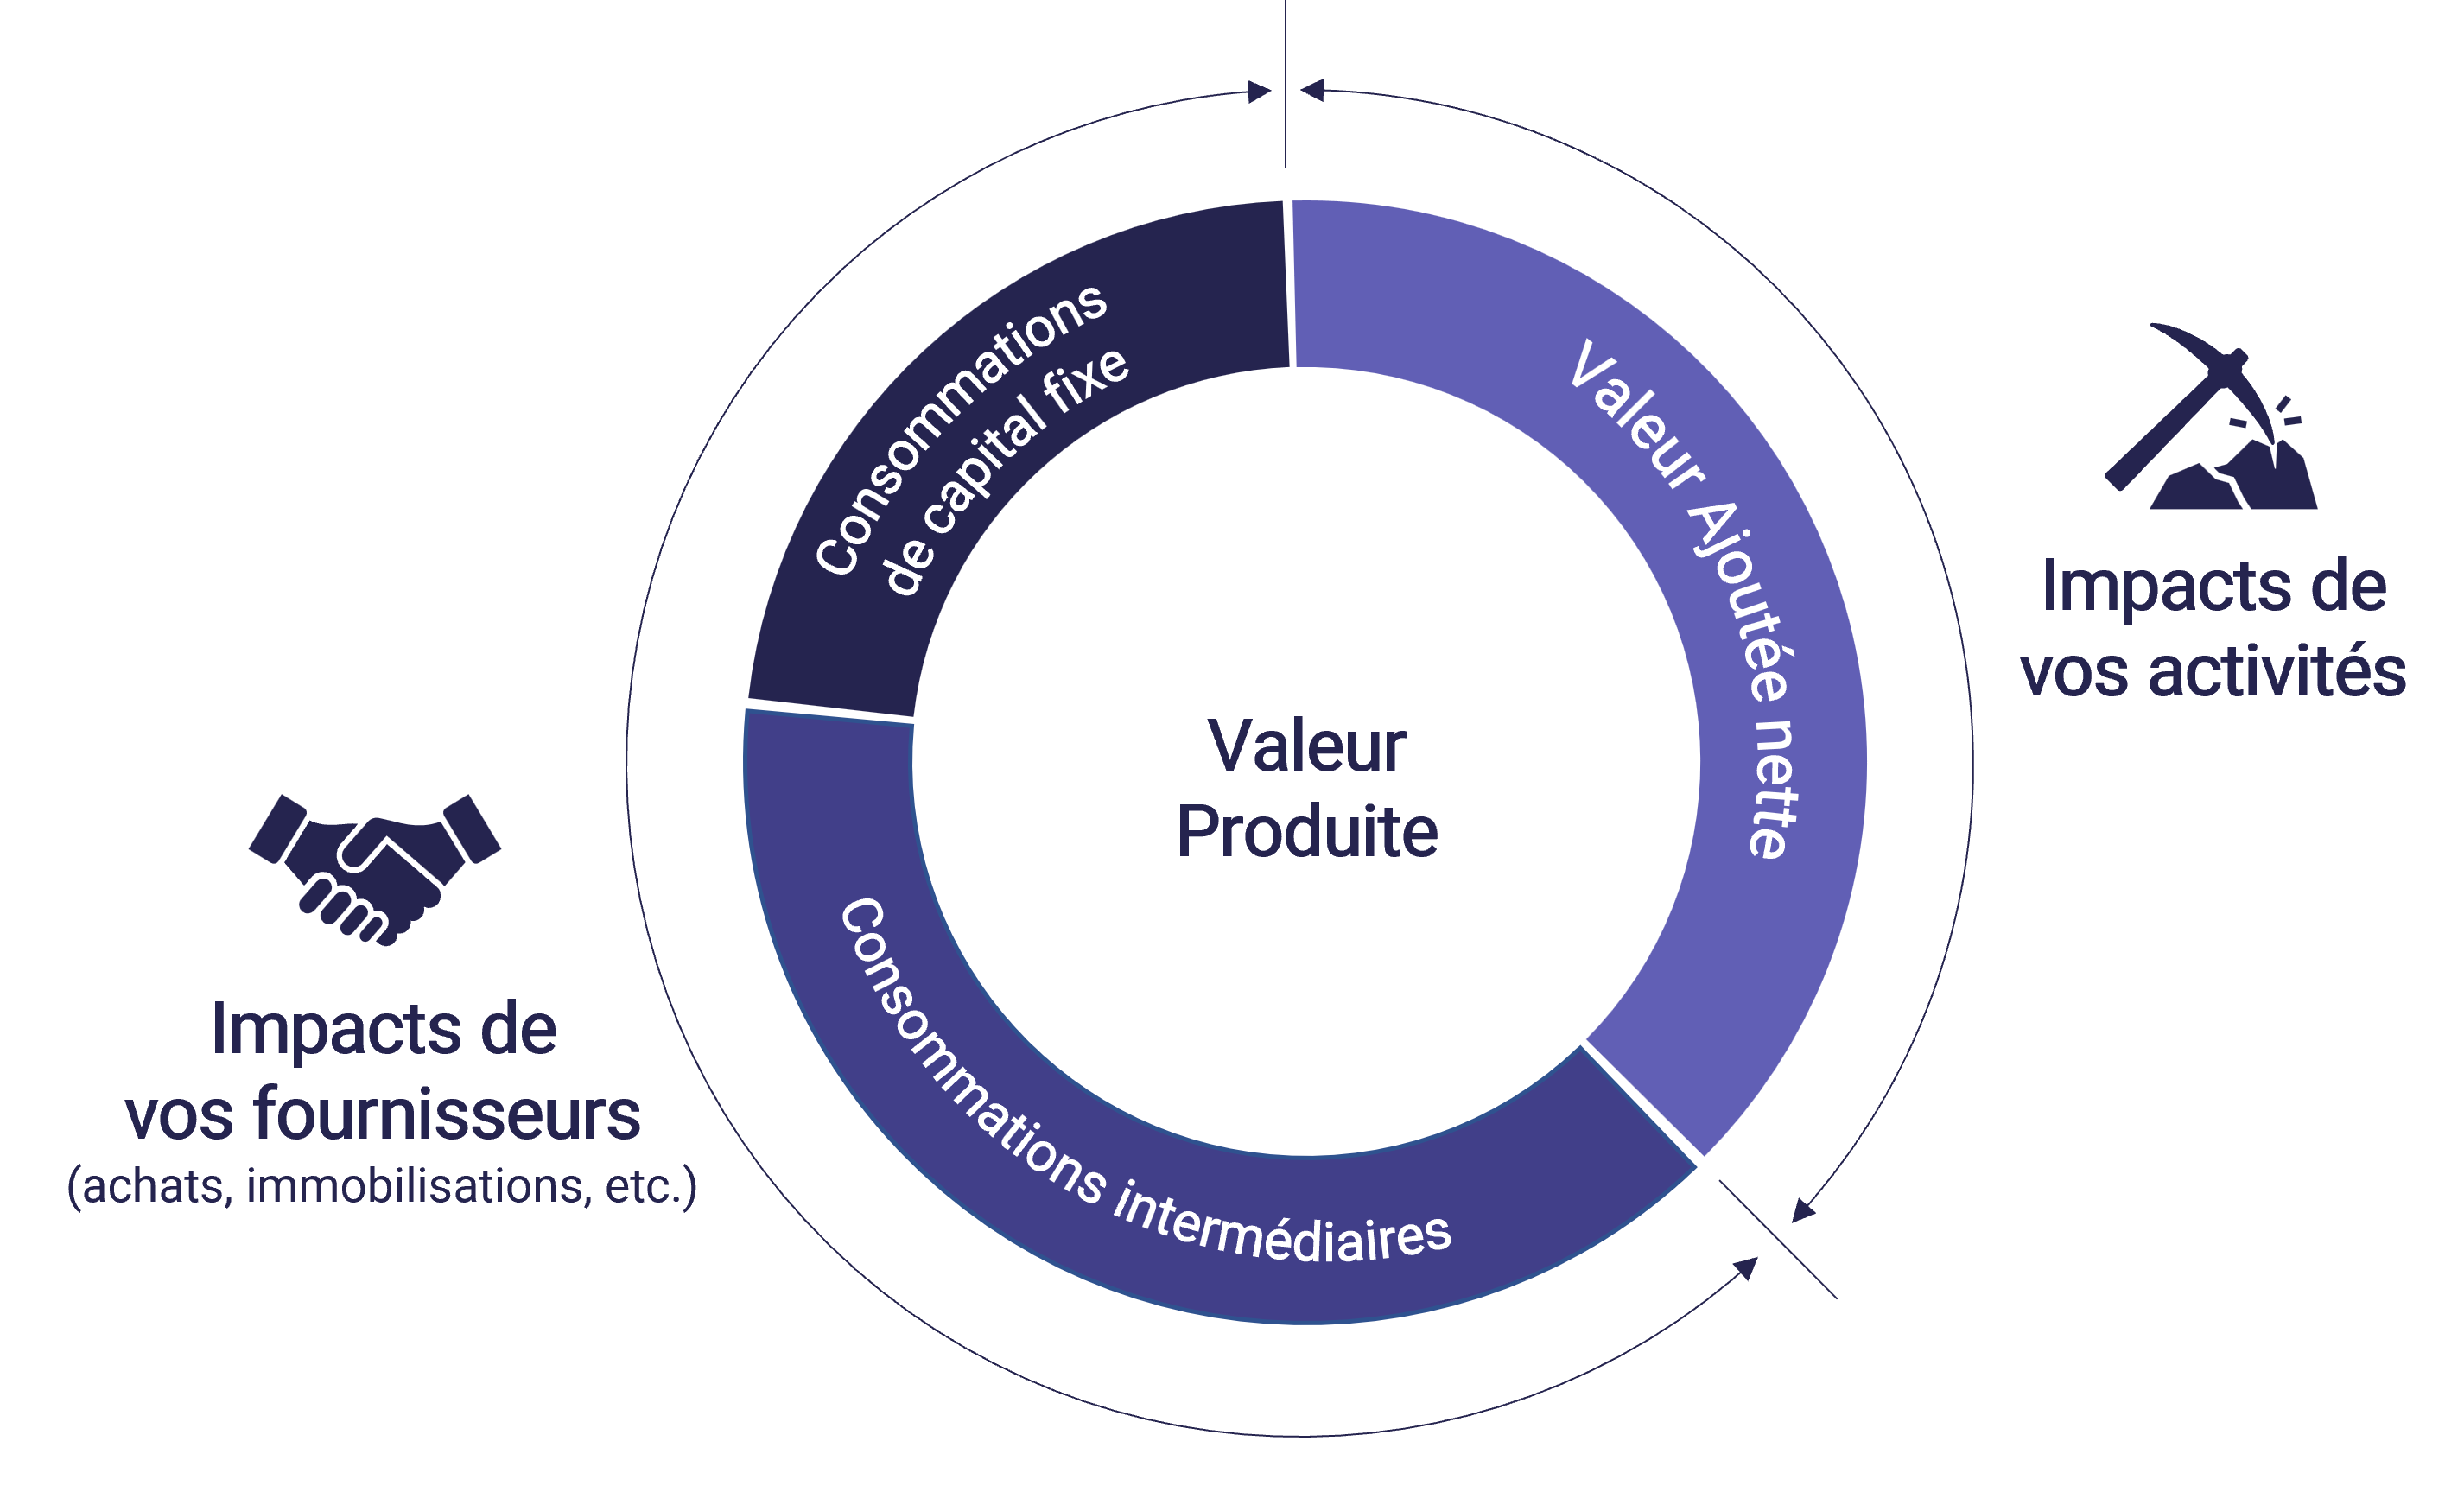 Consommations
de capital fixe
Valeur Ajoutée nette
Impacts de
vos activités
Valeur
Produite
Consommations intermédiaires
Impacts de
vos fournisseurs
(achats, immobilisations, etc.)